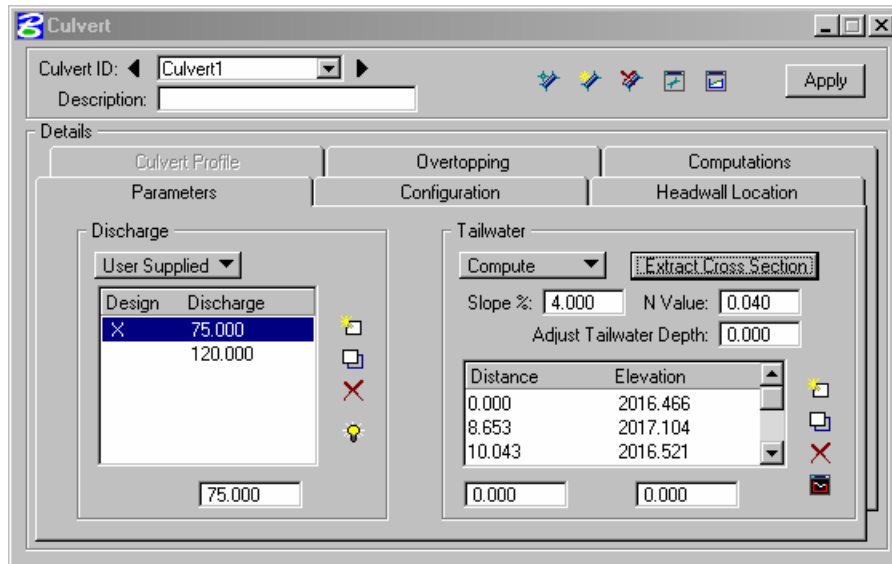 Culvert
Culvert ID: Culvert1
Apply
Description:
Details
Culvert Profile Overtopping Computations
Parameters Configuration Headwall Location
Discharge
User Supplied
Design Discharge
X 75.000
120.000
75.000
Tailwater
Compute Extract Cross Section
Slope %: 4.000 N Value: 0.040
Adjust Tailwater Depth: 0.000
Distance Elevation
0.000 2016.466
8.653 2017.104
10.043 2016.521
0.000 0.000